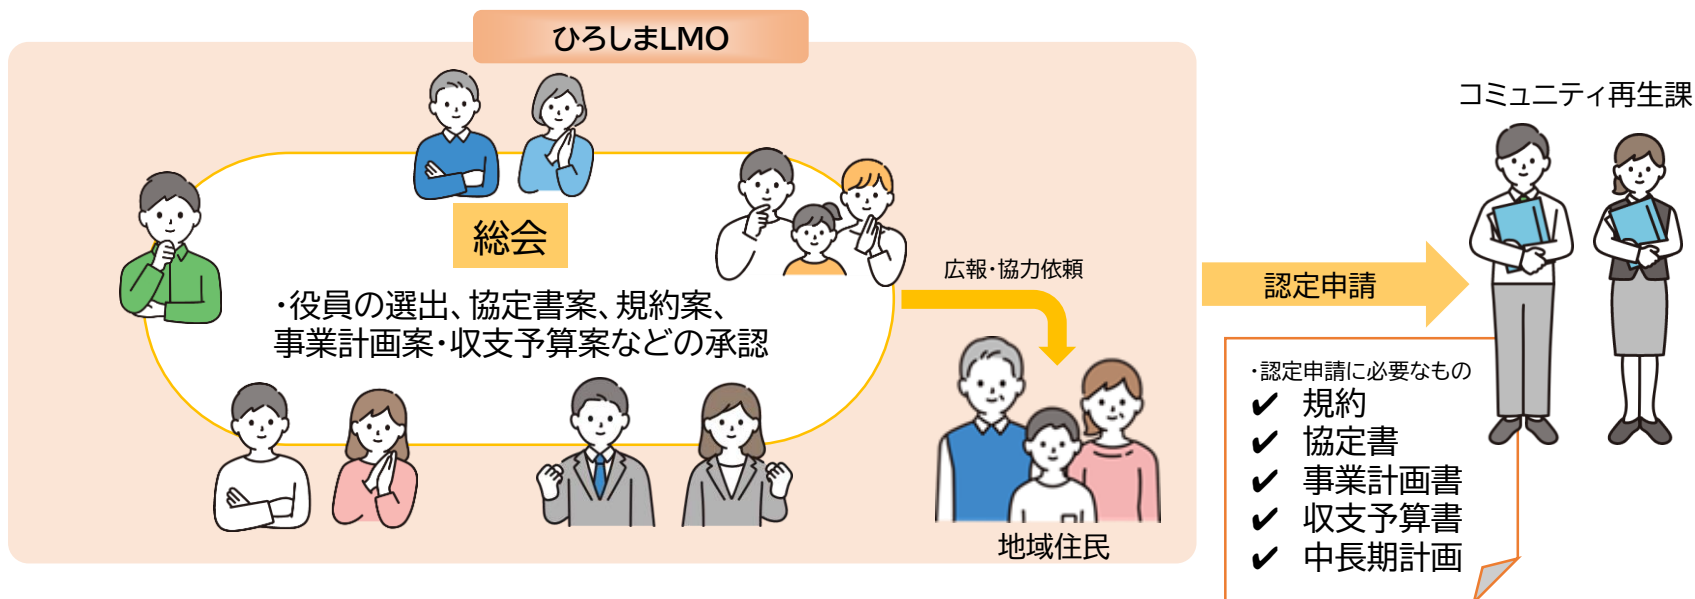 ひろしまLMO
コミュニティ再生課
総会
・役員の選出、協定書案、規約案、
事業計画案・収支予算案などの承認
広報・協力依頼
地域住民
認定申請
・認定申請に必要なもの
✔ 規約
✔ 協定書
✔ 事業計画書
✔ 収支予算書
✔ 中長期計画